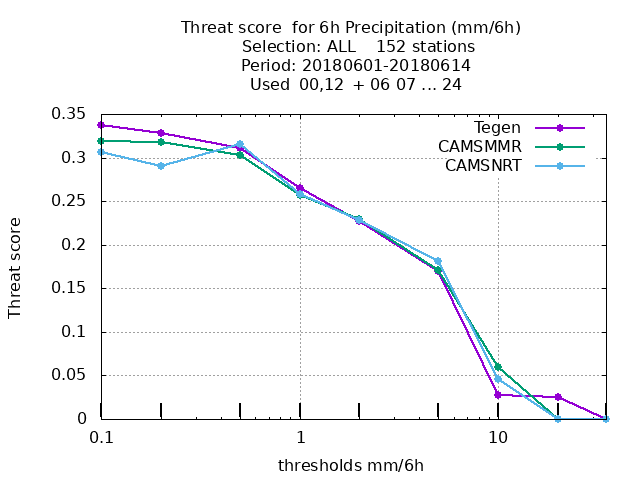 Threat score  for 6h Precipitation (mm/6h)
Selection: ALL    152 stations
Period: 20180601-20180614
Used  00,12  + 06 07 ... 24
Tegen
CAMSMMR
CAMSNRT
0.35
0.3
0.25
0.2
0.15
0.1
0.05
0
Threat score
0.1
1
10
thresholds mm/6h